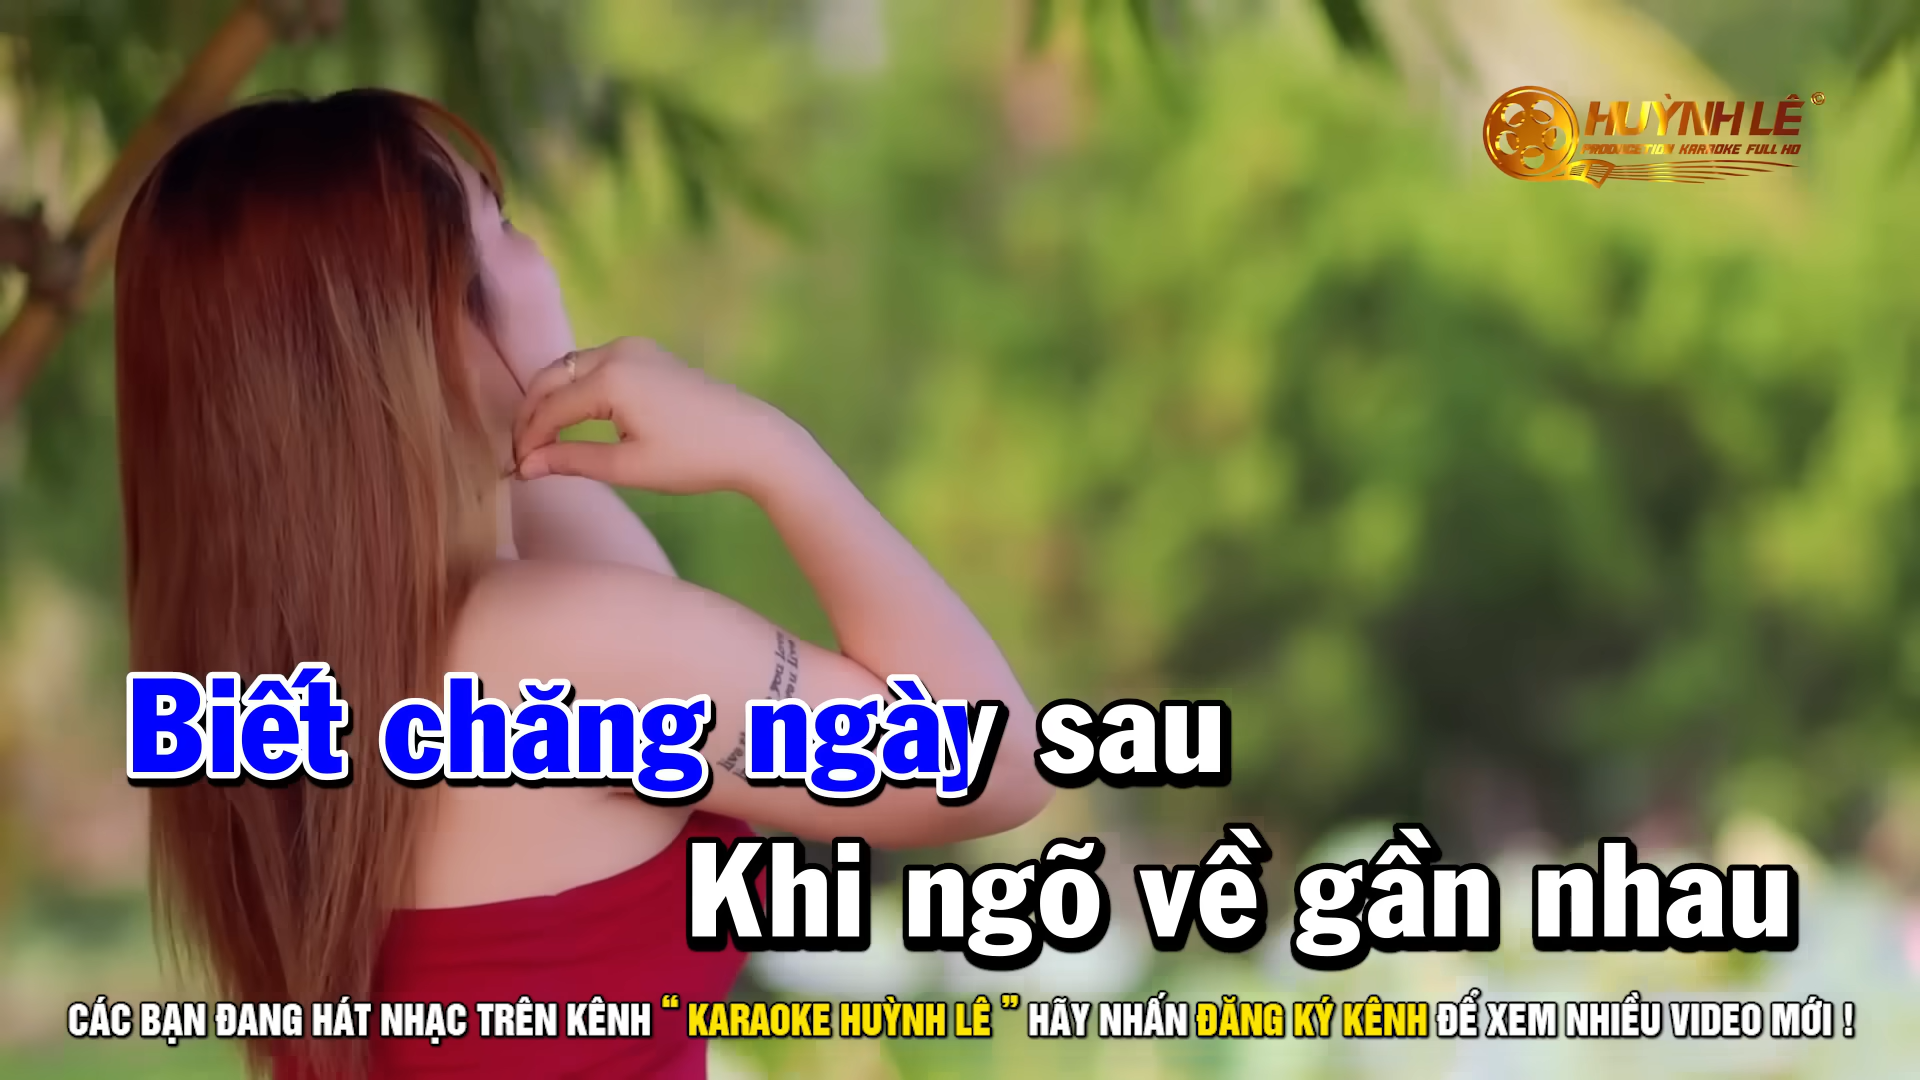 HUỲNH LÊ ©
PRODACETION KARAOKE FULL HD
Biết chăng ngày sau
Khi ngõ về gần nhau
CÁC BẠN ĐANG HÁT NHẠC TRÊN KÊNH “ KARAOKE HUỲNH LÊ ” HÃY NHẤN ĐĂNG KÝ KÊNH ĐỂ XEM NHIỀU VIDEO MỚI !